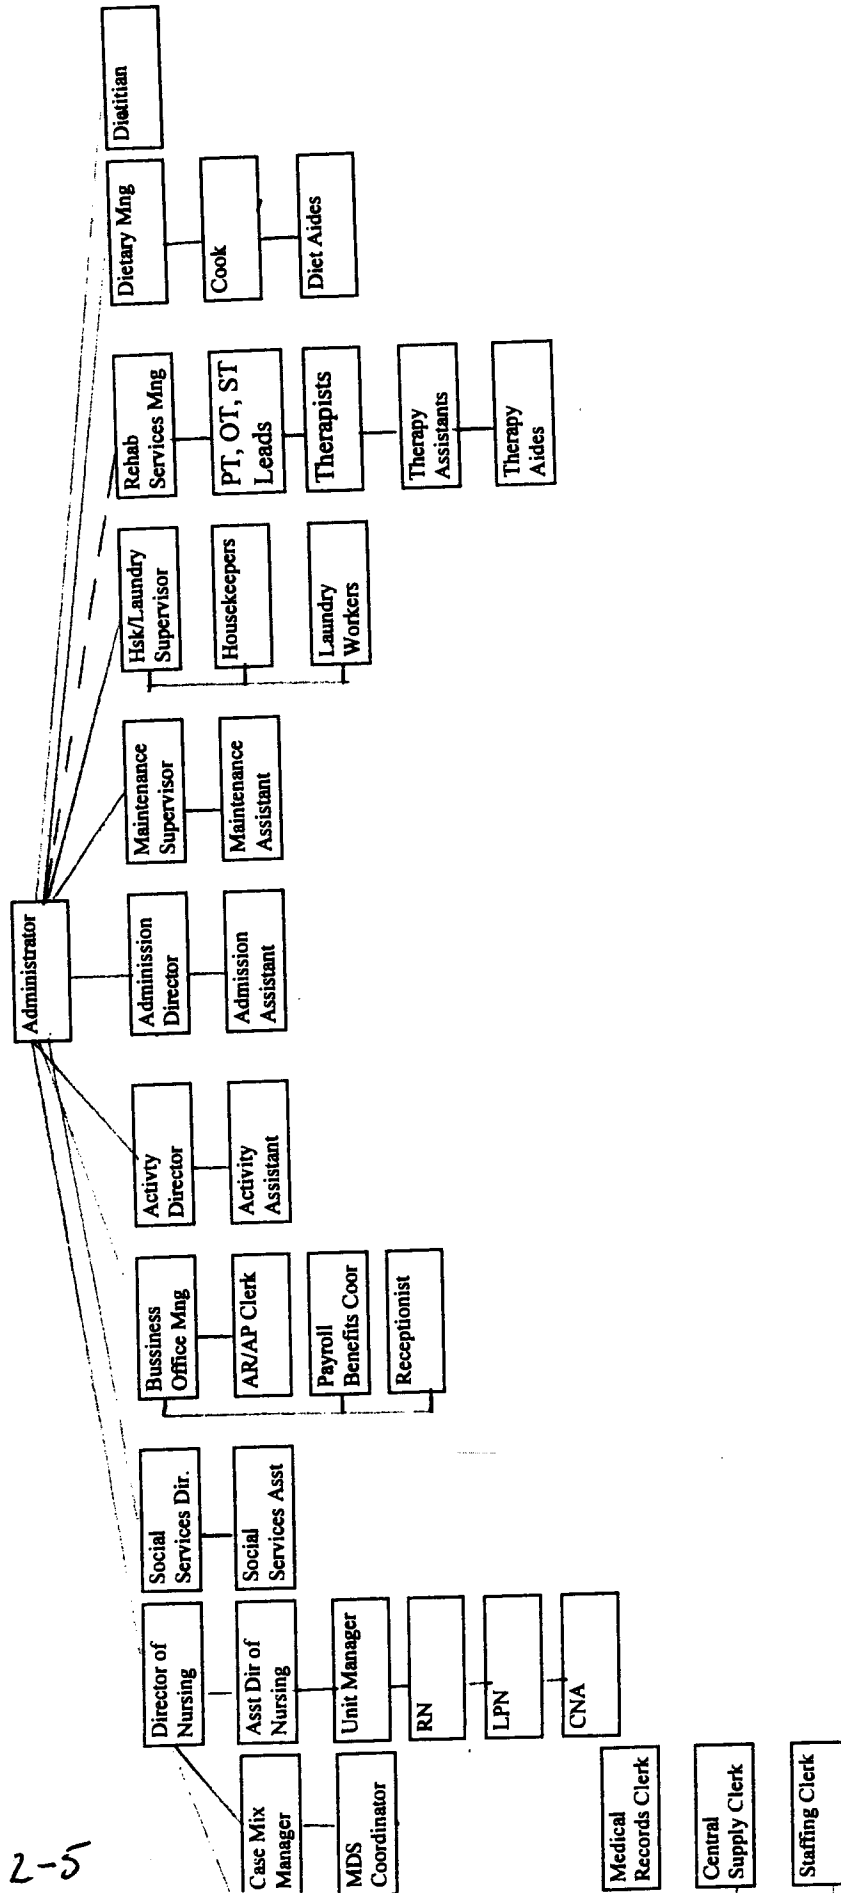 2-5
Administrator
Case Mix
Manager
MDS
Coordinator
Medical
Records Clerk
Central
Supply Clerk
Staffing Clerk
Director of
Nursing
Asst Dir of
Nursing
Unit Manager
RN
LPN
CNA
Social
Services Dir.
Social
Services Asst
Bussiness
Office Mng
AR/AP Clerk
Payroll
Benefits Coor
Receptionist
Activty
Director
Activity
Assistant
Adminission
Director
Admission
Assistant
Maintenance
Supervisor
Maintenance
Assistant
Hsk/Laundry
Supervisor
Housekeepers
Laundry
Workers
Rehab
Services Mng
PT, OT, ST
Leads
Therapists
Therapy
Assistants
Therapy
Aides
Dietary Mng
Cook
Diet Aides
Dietitian